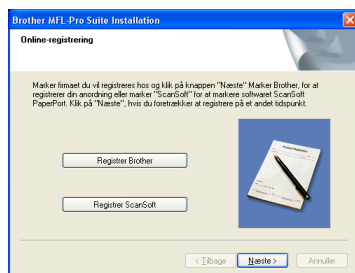 Brother MFL-Pro Suite Installation
Online-registrering
Marker firmaet du vil registreres hos og klik på knappen "Næste" Marker Brother, for at
registrerer din anordning eller marker "ScanSoft" for at markere softwaret ScanSoft
PaperPort. Klik på "Næste", hvis du foretrækker at registrere på et andet tidspunkt.
Registrer Brother
Registrer ScanSoft
Product Registration
< Tilbage
Næste >
Annuller